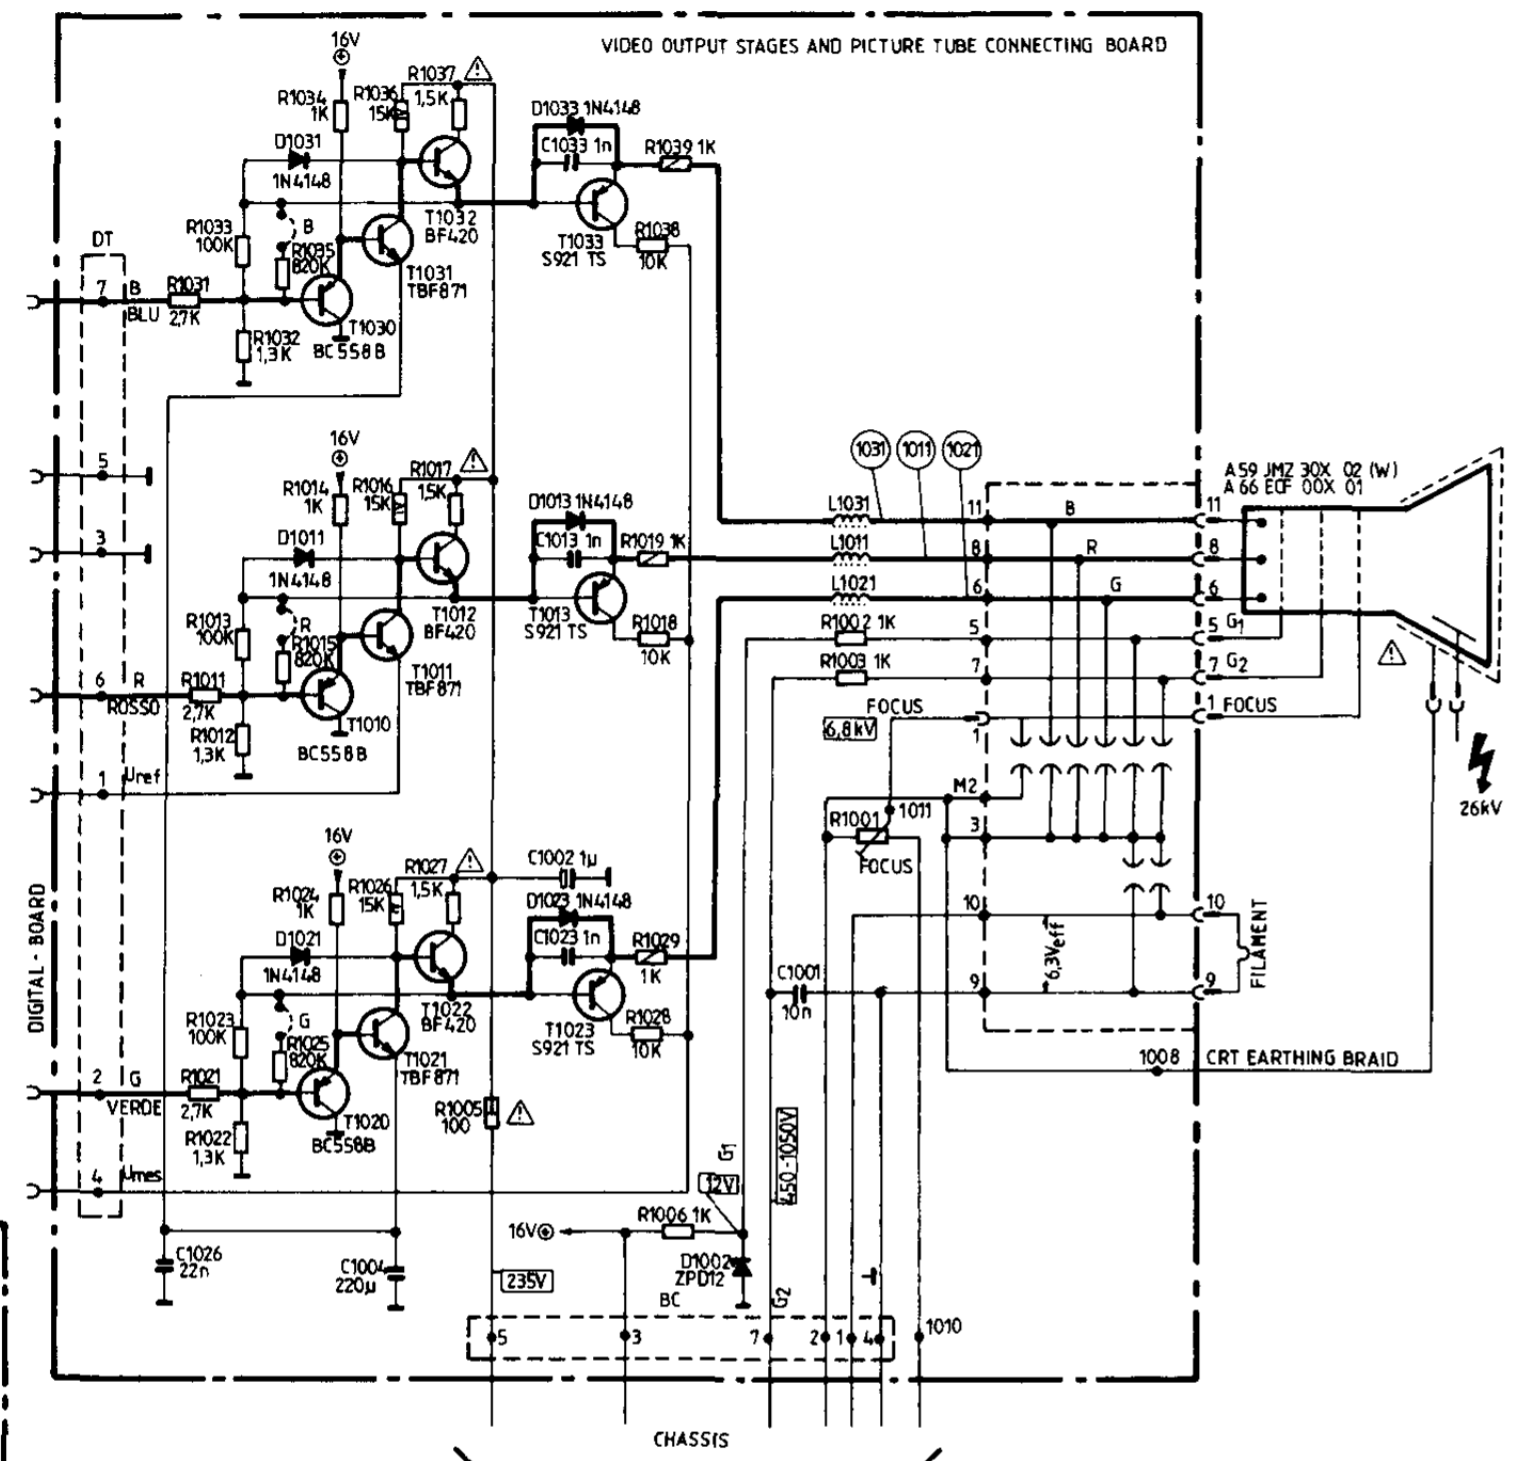 VIDEO OUTPUT STAGES AND PICTURE TUBE CONNECTING BOARD
16V
R1034
1K
R1036
15K
R1037
1,5K
D1031
1N4148
D1033 1N4148
C1033 1n
R1039 1K
R1033
100K
B
R1035
820K
T1032
BF420
T1031
TBF871
T1033
S921 TS
R1038
10K
DT
7
B
BLU
R1031
2,7K
R1032
1,3K
T1030
BC558B
5
3
16V
R1014
1K
R1016
15K
R1017
1,5K
D1011
1N4148
D1013 1N4148
C1013 1n
R1019 1K
R1013
100K
R
R1015
820K
T1012
BF420
T1011
TBF871
T1013
S921 TS
R1018
10K
6
R
ROSSO
R1011
2,7K
R1012
1,3K
T1010
BC558B
1
Uref
16V
R1024
1K
R1026
15K
R1027
1,5K
C1002 1µ
D1021
1N4148
D1023 1N4148
C1023 1n
R1029
1K
R1023
100K
G
R1025
820K
T1022
BF420
T1021
TBF871
T1023
S921 TS
R1028
10K
DIGITAL-BOARD
2
G
VERDE
R1021
2,7K
R1022
1,3K
T1020
BC558B
R1005
100
4
Umes
C1026
22n
C1004
220µ
235V
16V
R1006 1K
G1
12V
D1002
ZPD12
450-1050V
G2
BC
5
3
7
2
1
4
1010
CHASSIS
1031
1011
1021
L1031
L1011
L1021
11
8
6
B
R
G
R1002 1K
5
R1003 1K
7
FOCUS
6,8kV
1
M2
R1001
1011
FOCUS
3
10
6,3Veff
C1001
10n
9
A59 JMZ 30X 02 (W)
A 66 ECF 00X 01
11
8
6
5 G1
7 G2
1 FOCUS
10
FILAMENT
9
26kV
1008
CRT EARTHING BRAID